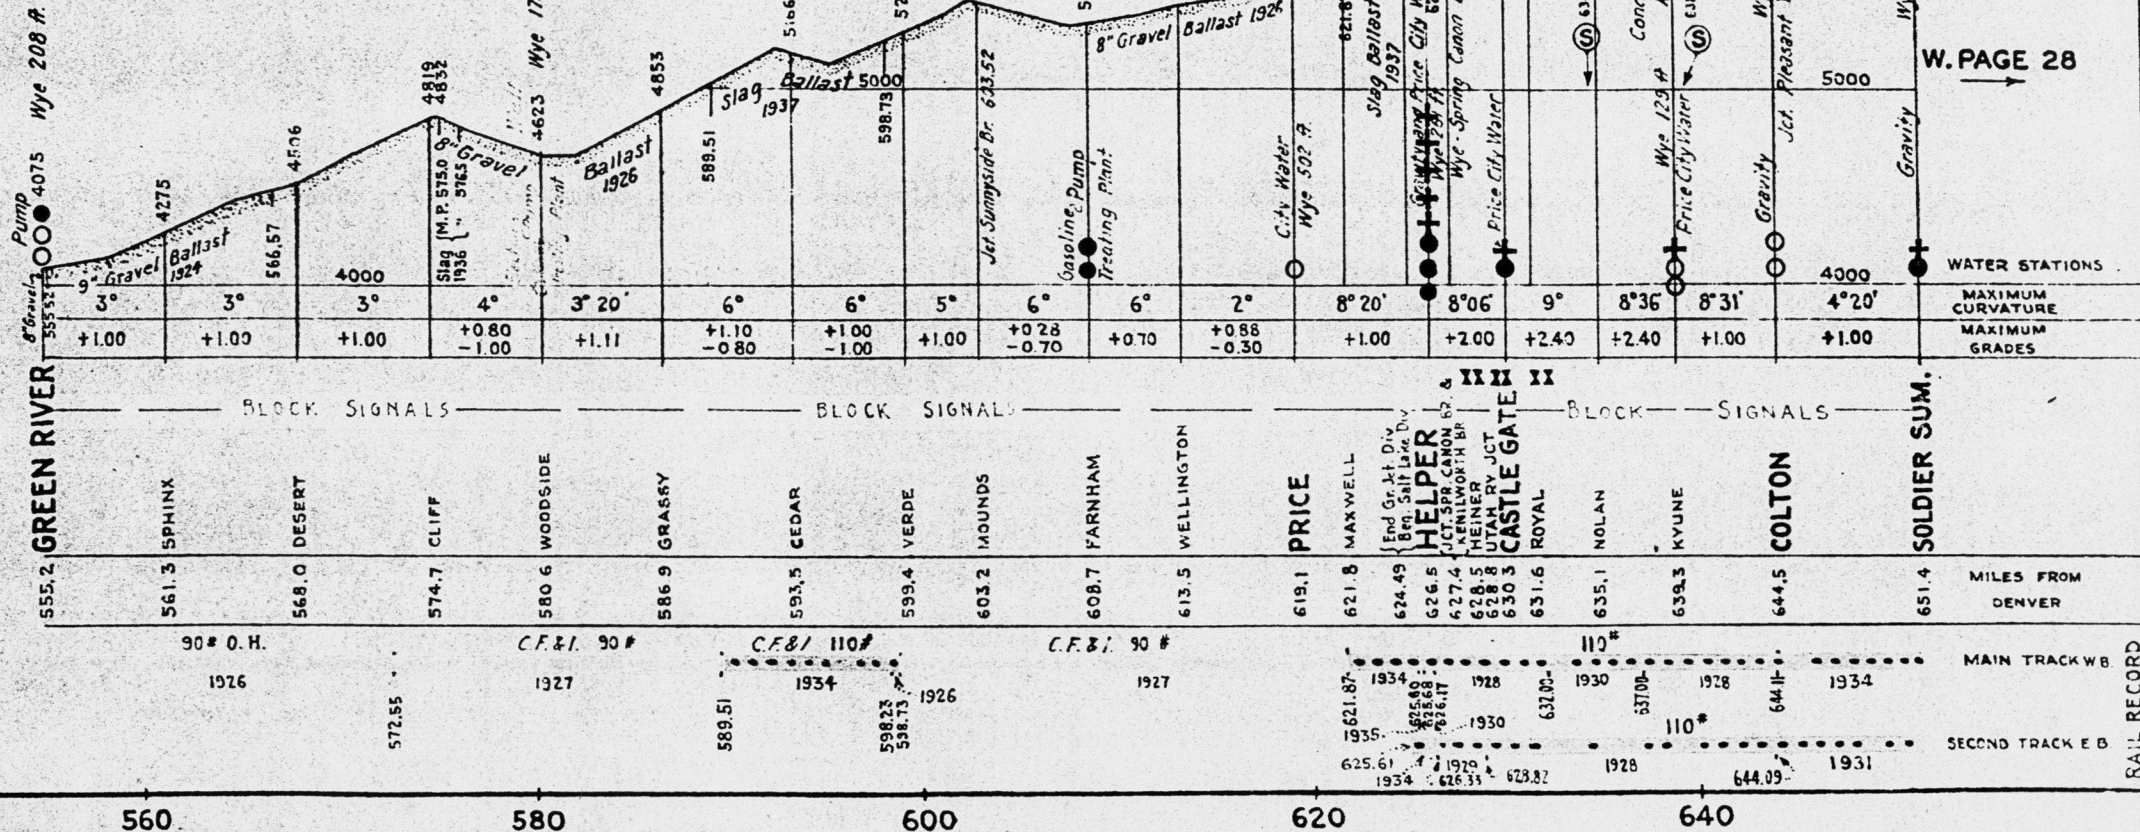 Wye 208 ft.
Pump
4075
4275
4506
4819
4832
4623
Wye 17
4853
5000
5000
W. PAGE 28
8" Gravel
555.52
9" Gravel Ballast
1924
566.57
4000
Slag 1936 { M.P. 575.0
" 576.5
8" Gravel
Ballast
1926
589.51
Slag Ballast
1937
598.73
Jct. Sunnyside Br. 603.52
8" Gravel Ballast 1926
Gasoline Pump
Treating Plant
City Water
Wye 502 ft.
621.8
Slag Ballast
1937
Wye - Spring Canon
Price City Water
S
S
Wye 129 ft
Price City Water
Gravity
Jct. Pleasant
Gravity
4000
WATER STATIONS
3° 3° 3° 4° 3°20' 6° 6° 5° 6° 6° 2° 8°20' 8°06' 9° 8°36' 8°31' 4°20'
MAXIMUM CURVATURE
+1.00 +1.00 +1.00 +0.80 -1.00 +1.11 +1.10 -0.80 +1.00 -1.00 +1.00 +0.28 -0.70 +0.70 +0.88 -0.30 +1.00 +2.00 +2.40 +2.40 +1.00 +1.00
MAXIMUM GRADES
XX XX XX
BLOCK SIGNALS
BLOCK SIGNALS
BLOCK SIGNALS
555.2 GREEN RIVER
561.3 SPHINX
568.0 DESERT
574.7 CLIFF
580.6 WOODSIDE
586.9 GRASSY
593.5 CEDAR
599.4 VERDE
603.2 MOUNDS
608.7 FARNHAM
613.5 WELLINGTON
619.1 PRICE
621.8 MAXWELL
624.49 { End Gr. Jct. Div
Beg. Salt Lake Div.
626.5 HELPER
627.4 { JCT. SPR. CANON BR. &
KENILWORTH BR
628.5 HEINER
628.8 UTAH RY JCT
630.3 CASTLE GATE
631.6 ROYAL
635.1 NOLAN
639.3 KYUNE
644.5 COLTON
651.4 SOLDIER SUM.
MILES FROM
DENVER
90# O.H.
1926
572.55
C.F.&I. 90#
1927
C.F.&I 110#
1934
589.51
598.23
598.73
1926
C.F.&I. 90#
1927
110#
MAIN TRACK W B.
621.87
1934
625.60
625.68
626.17
1928
632.00
1930
637.00
1928
644.11
1934
1935
1930
110#
SECOND TRACK E B.
625.61
1934
1929
626.33
628.82
1928
644.09
1931
RAIL RECORD
560 580 600 620 640